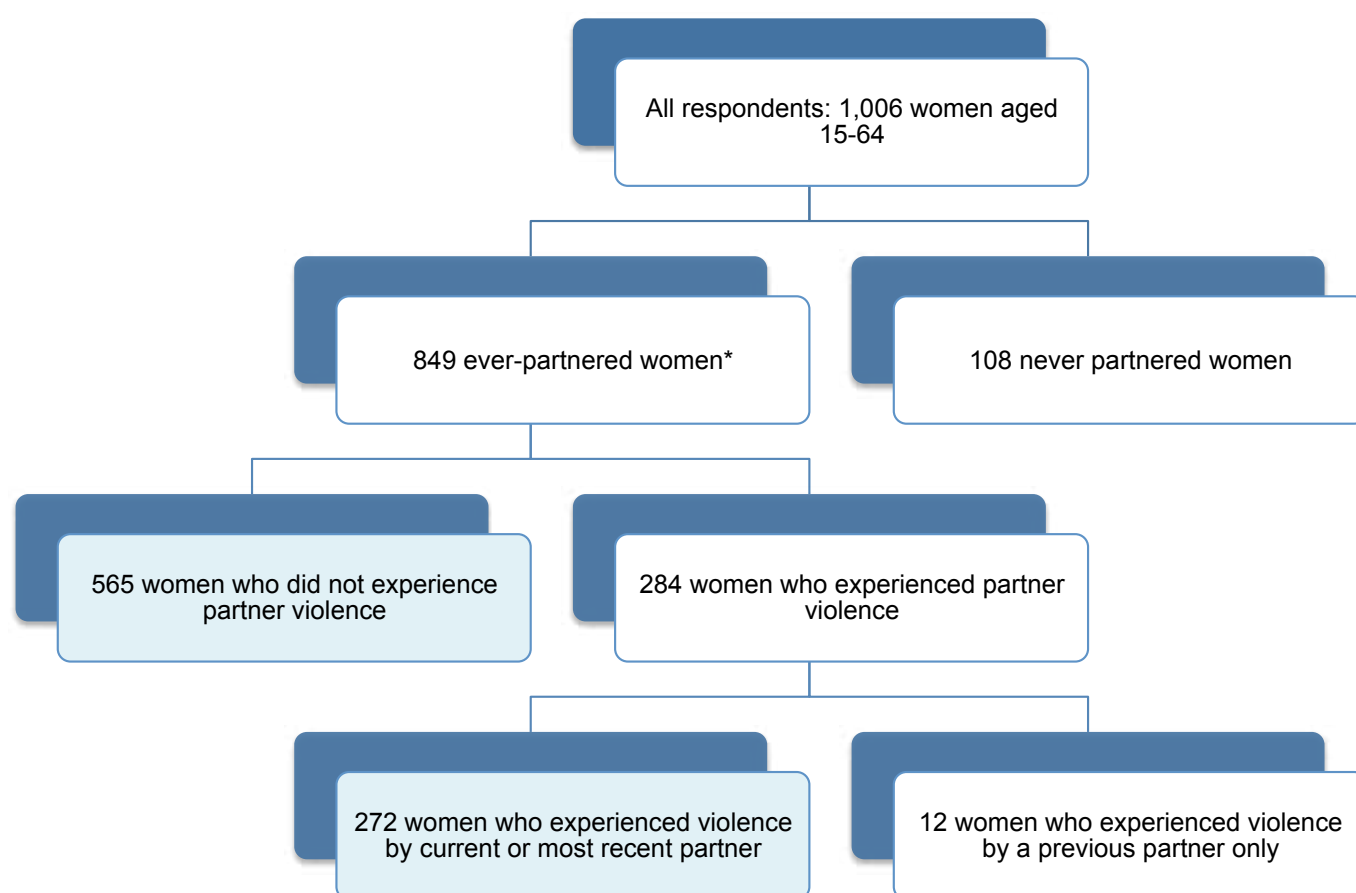 All respondents: 1,006 women aged
15-64
849 ever-partnered women*
108 never partnered women
565 women who did not experience
partner violence
284 women who experienced partner
violence
272 women who experienced violence
by current or most recent partner
12 women who experienced violence
by a previous partner only